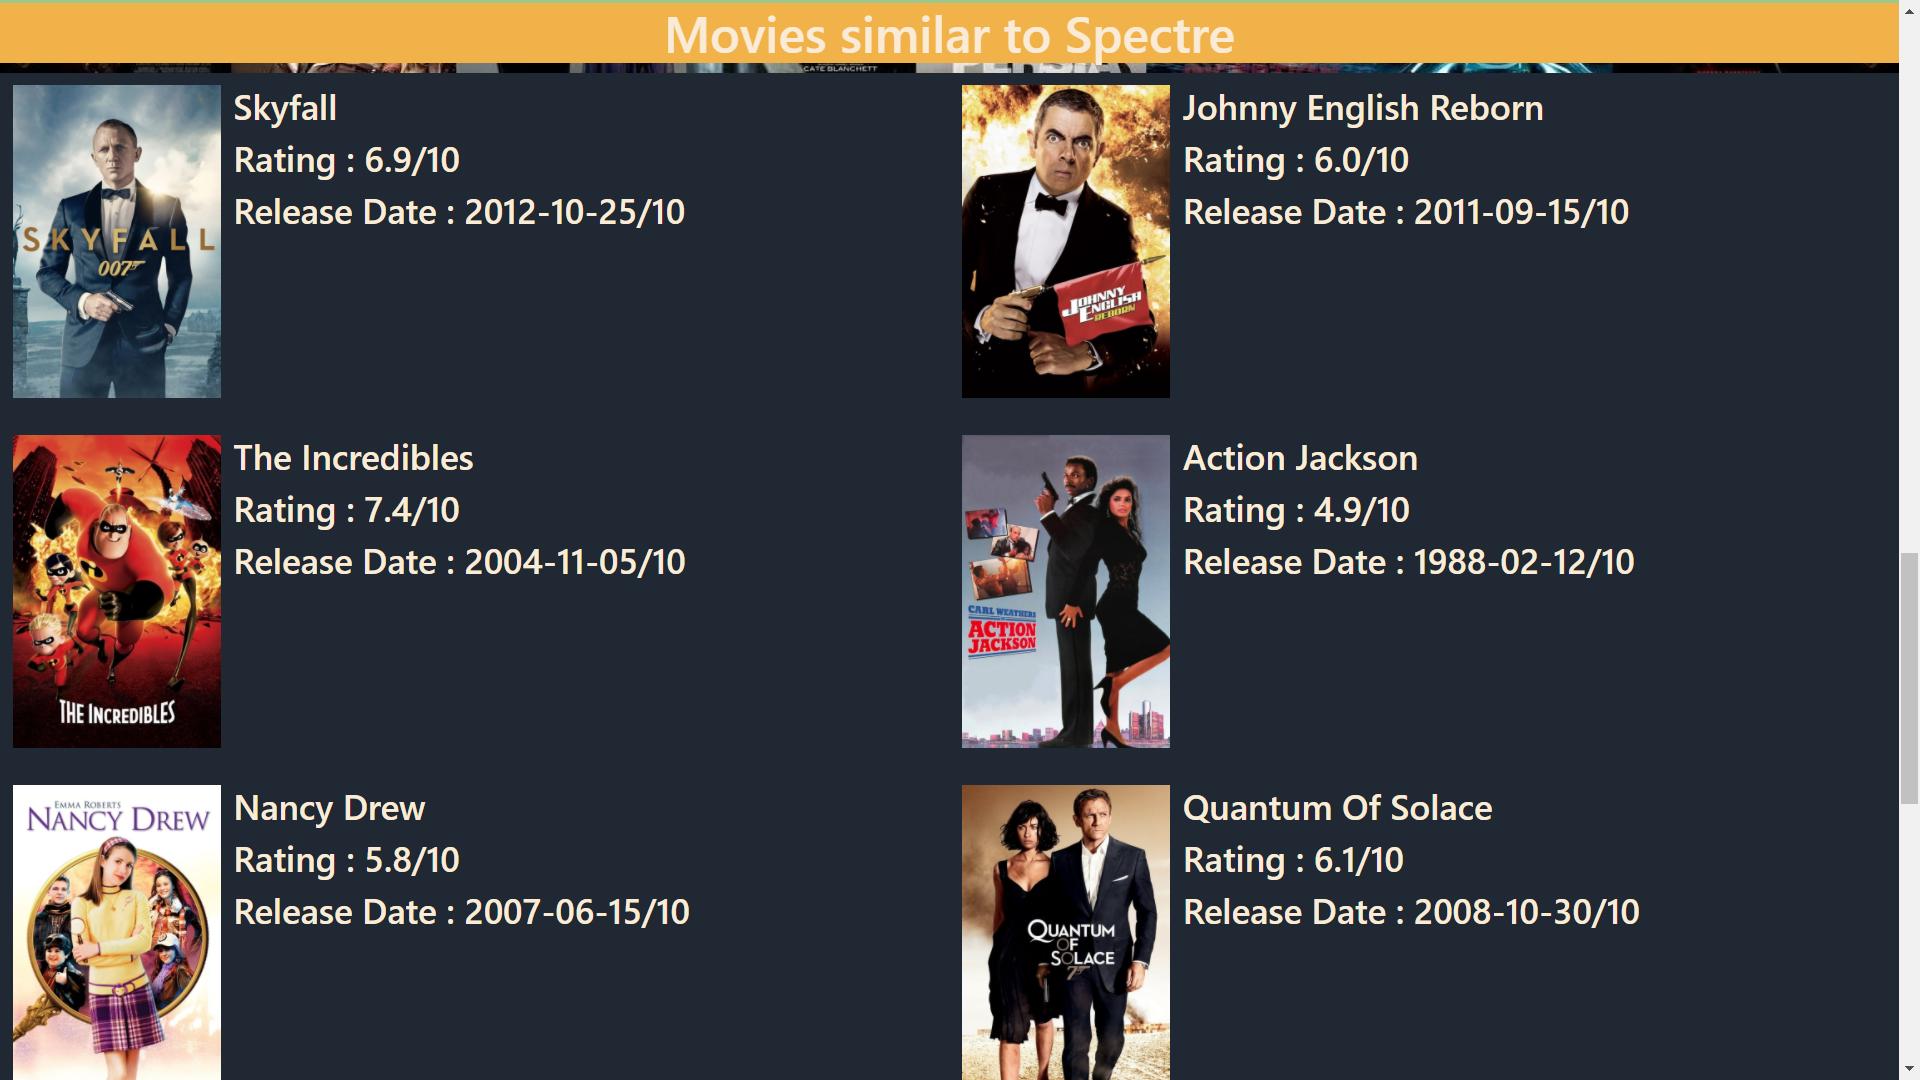 Movies similar to Spectre
CATE BLANCHETT
Skyfall
Rating : 6.9/10
Release Date : 2012-10-25/10
SKYFALL
007
Johnny English Reborn
Rating : 6.0/10
Release Date : 2011-09-15/10
JOHNNY
ENGLISH
REBORN
The Incredibles
Rating : 7.4/10
Release Date : 2004-11-05/10
THE INCREDIBLES
Action Jackson
Rating : 4.9/10
Release Date : 1988-02-12/10
CARL WEATHERS
ACTION
JACKSON
Nancy Drew
Rating : 5.8/10
Release Date : 2007-06-15/10
EMMA ROBERTS
NANCY DREW
Quantum Of Solace
Rating : 6.1/10
Release Date : 2008-10-30/10
QUANTUM
OF
SOLACE